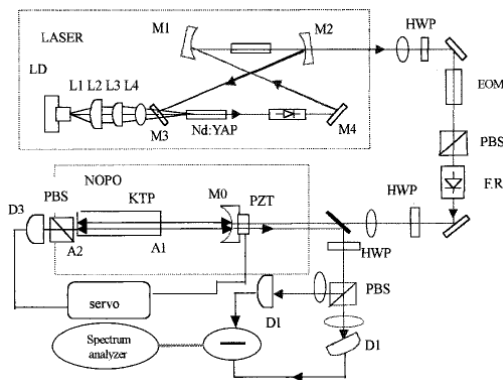 LASER
M1
M2
HWP
LD
L1 L2 L3 L4
EOM
M3
Nd:YAP
M4
PBS
NOPO
F.R
PBS
KTP
M0
PZT
HWP
D3
A2
A1
HWP
servo
PBS
D1
D1
Spectrum
analyzer